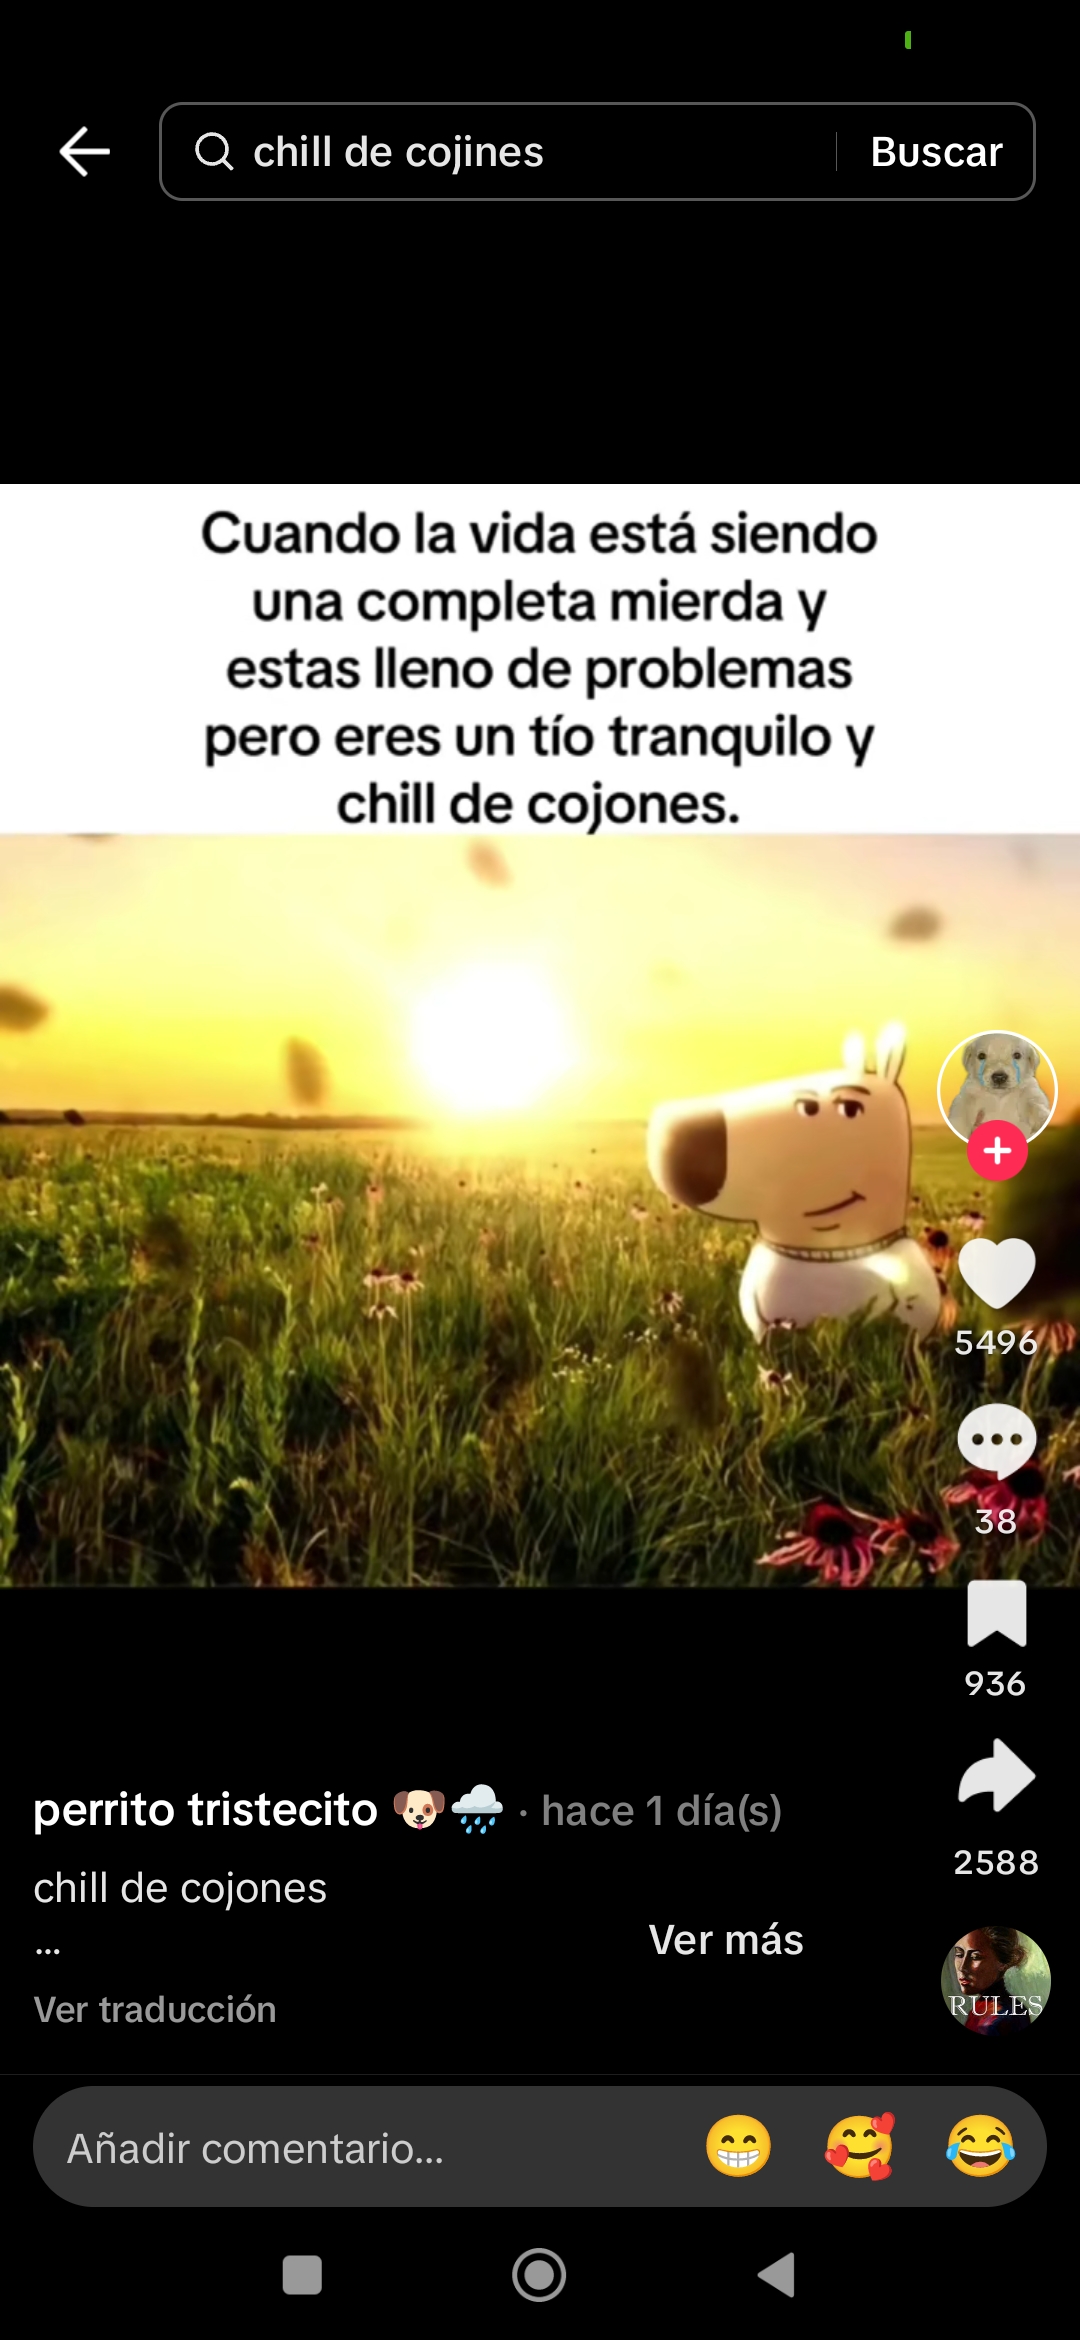 chill de cojines
Buscar
Cuando la vida está siendo
una completa mierda y
estas lleno de problemas
pero eres un tío tranquilo y
chill de cojones.
5496
38
936
2588
perrito tristecito 🐶🌧️ · hace 1 día(s)
chill de cojones
...
Ver más
Ver traducción
RULES
Añadir comentario...